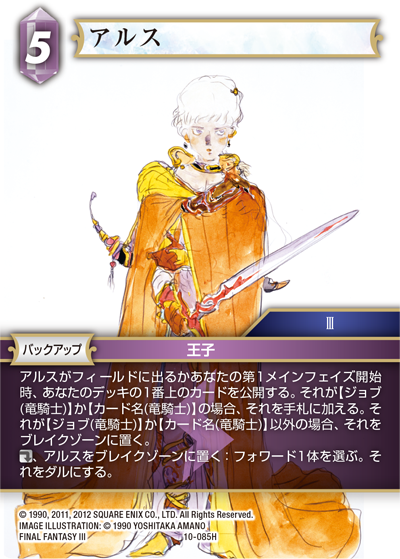 5
アルス
III
バックアップ
王子
アルスがフィールドに出るかあなたの第1メインフェイズ開始
時、あなたのデッキの1番上のカードを公開する。それが【ジョブ
(竜騎士)】か【カード名(竜騎士)】の場合、それを手札に加える。そ
れが【ジョブ(竜騎士)】か【カード名(竜騎士)】以外の場合、それを
ブレイクゾーンに置く。
、アルスをブレイクゾーンに置く：フォワード1体を選ぶ。そ
れをダルにする。
© 1990, 2011, 2012 SQUARE ENIX CO., LTD. All Rights Reserved.
IMAGE ILLUSTRATION: © 1990 YOSHITAKA AMANO
FINAL FANTASY III 10-085H